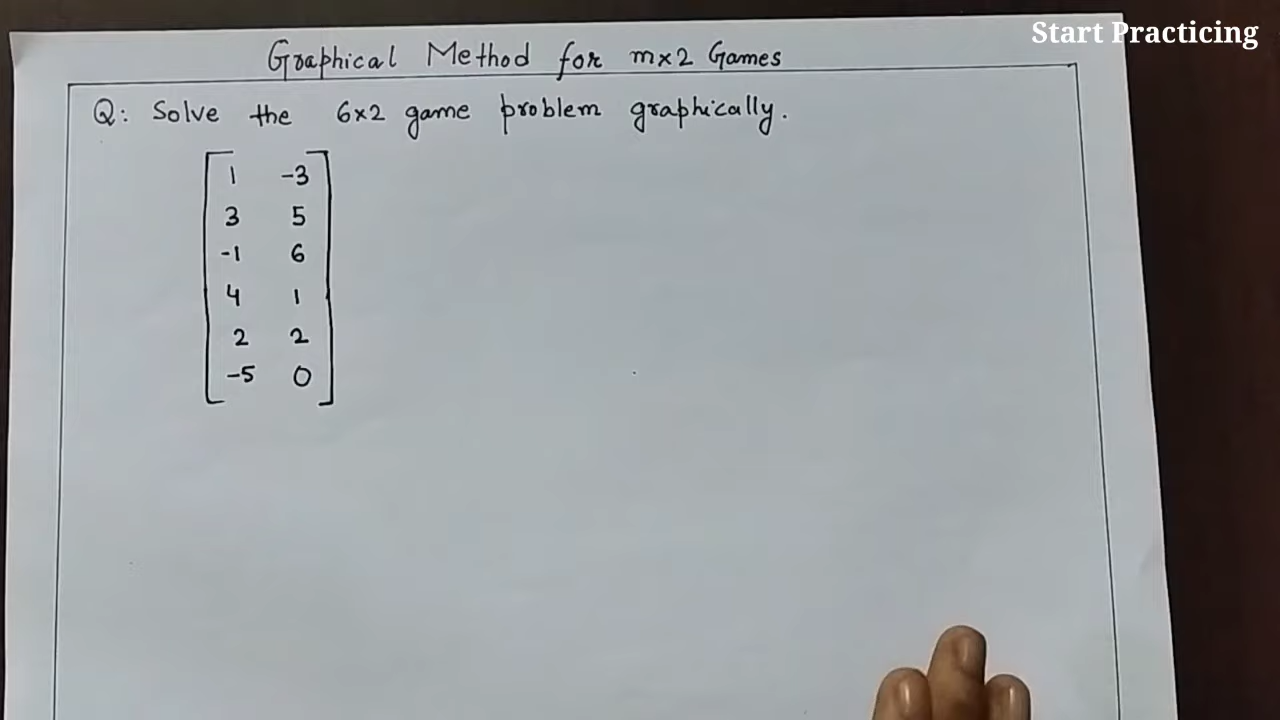 Start Practicing
Graphical Method for m×2 Games
Q: Solve the 6×2 game problem graphically.
1 -3
3 5
-1 6
4 1
2 2
-5 0